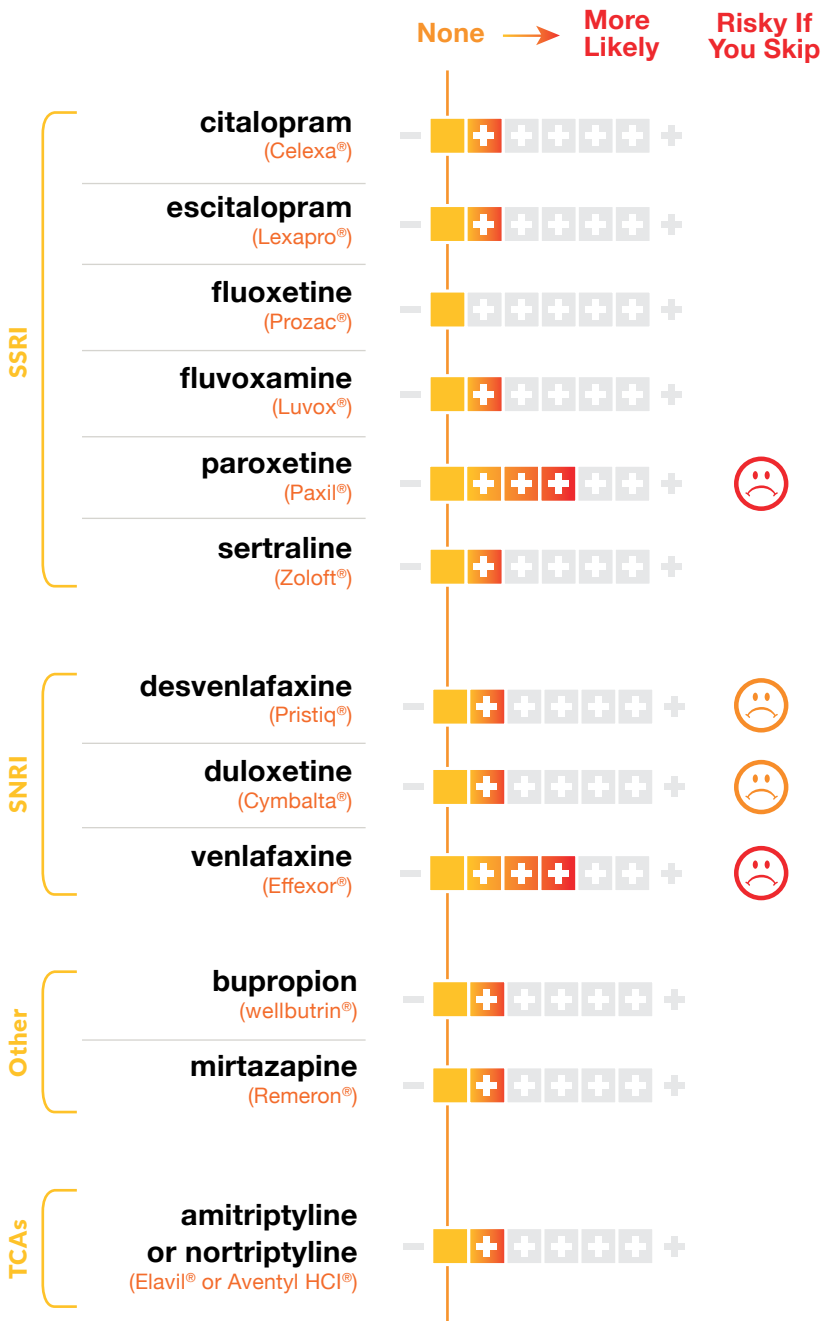 None
More
Likely
Risky If
You Skip
SSRI
citalopram
(Celexa®)
escitalopram
(Lexapro®)
fluoxetine
(Prozac®)
fluvoxamine
(Luvox®)
paroxetine
(Paxil®)
sertraline
(Zoloft®)
SNRI
desvenlafaxine
(Pristiq®)
duloxetine
(Cymbalta®)
venlafaxine
(Effexor®)
Other
bupropion
(wellbutrin®)
mirtazapine
(Remeron®)
TCAs
amitriptyline
or nortriptyline
(Elavil® or Aventyl HCI®)